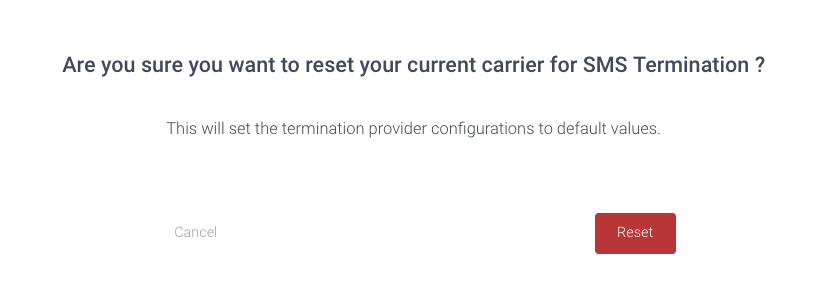 Are you sure you want to reset your current carrier for SMS Termination ?
This will set the termination provider configurations to default values.
Cancel
Reset